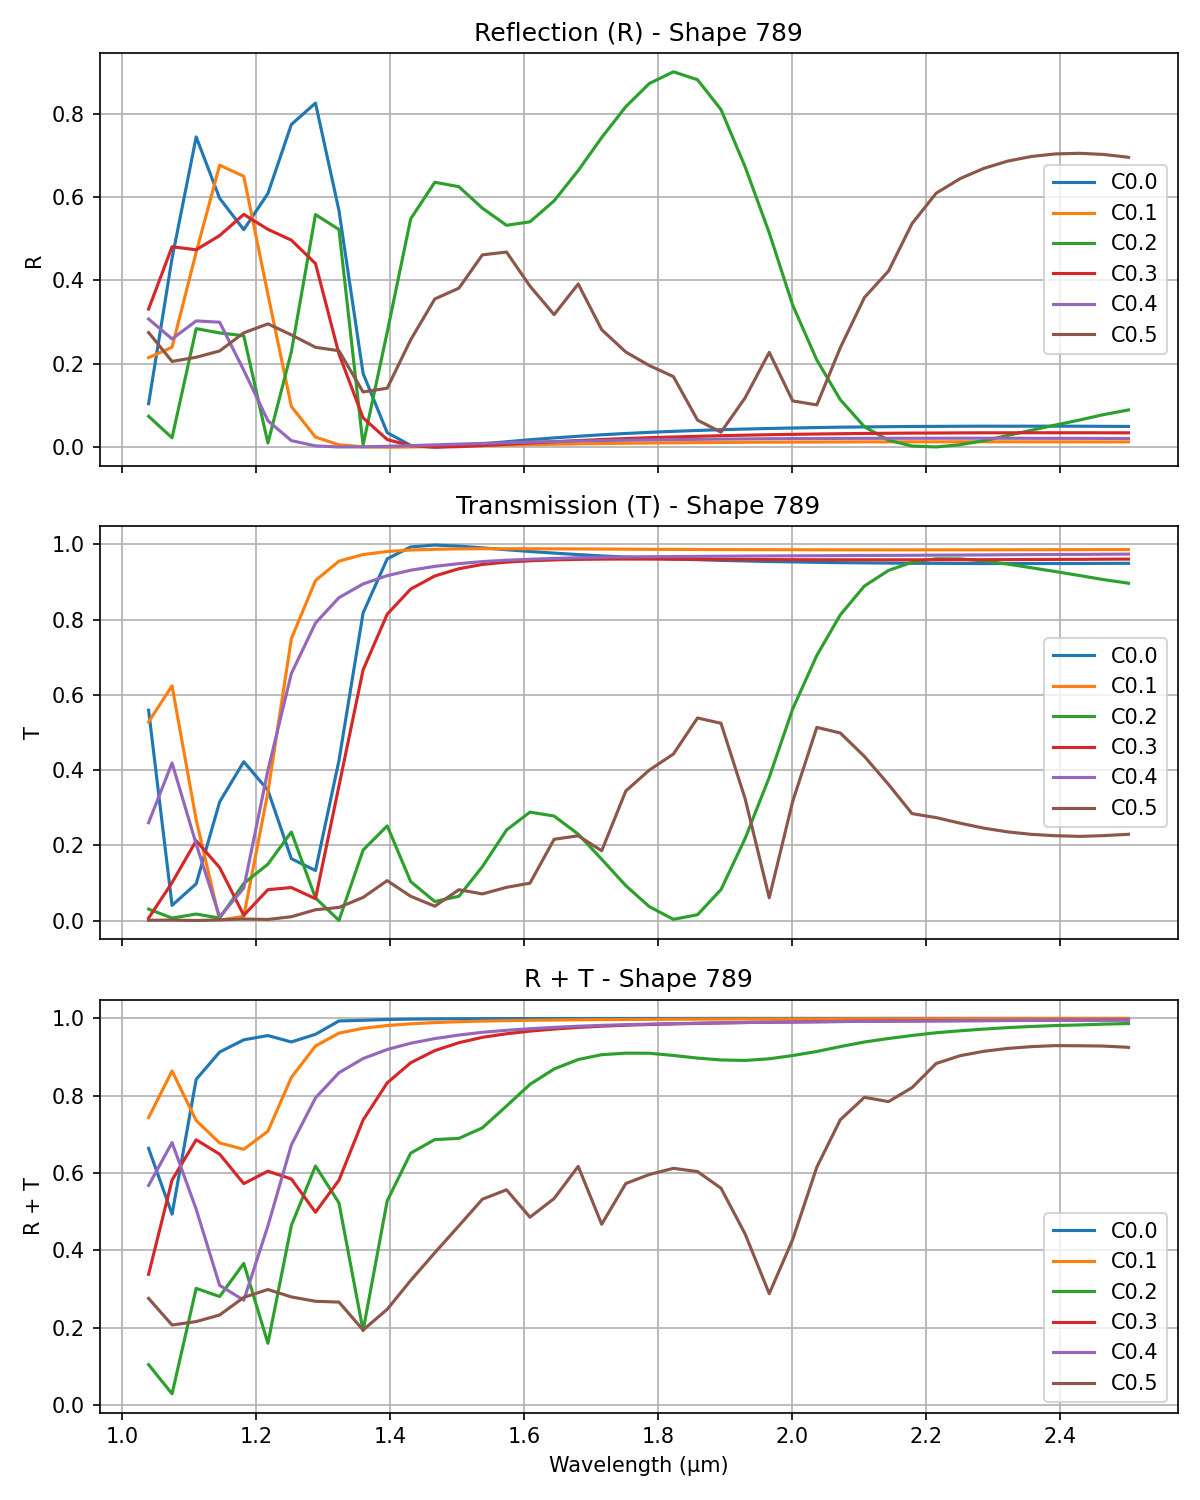 Reflection (R) - Shape 789
0.8
0.6
0.4
0.2
0.0
R
C0.0
C0.1
C0.2
C0.3
C0.4
C0.5
Transmission (T) - Shape 789
1.0
0.8
0.6
0.4
0.2
0.0
T
C0.0
C0.1
C0.2
C0.3
C0.4
C0.5
R + T - Shape 789
1.0
0.8
0.6
0.4
0.2
0.0
R + T
C0.0
C0.1
C0.2
C0.3
C0.4
C0.5
1.0 1.2 1.4 1.6 1.8 2.0 2.2 2.4
Wavelength (μm)